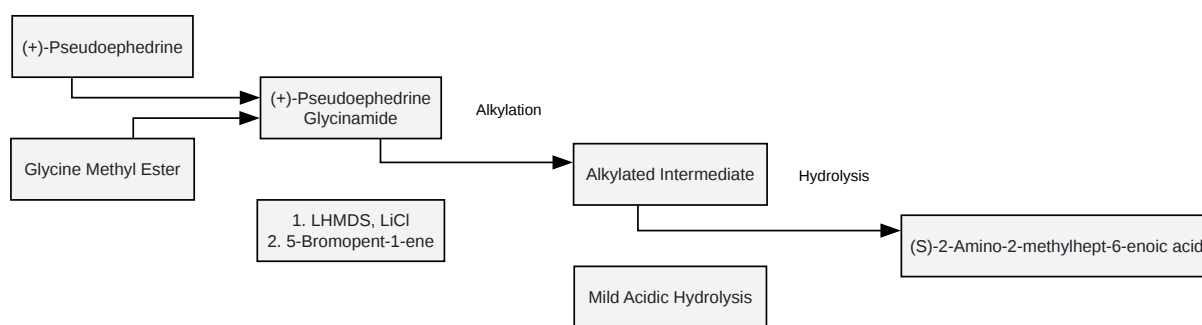 (+)-Pseudoephedrine
Glycine Methyl Ester
(+)-Pseudoephedrine
Glycinamide
1. LHMDS, LiCl
2. 5-Bromopent-1-ene
Alkylation
Alkylated Intermediate
Mild Acidic Hydrolysis
Hydrolysis
(S)-2-Amino-2-methylhept-6-enoic acid